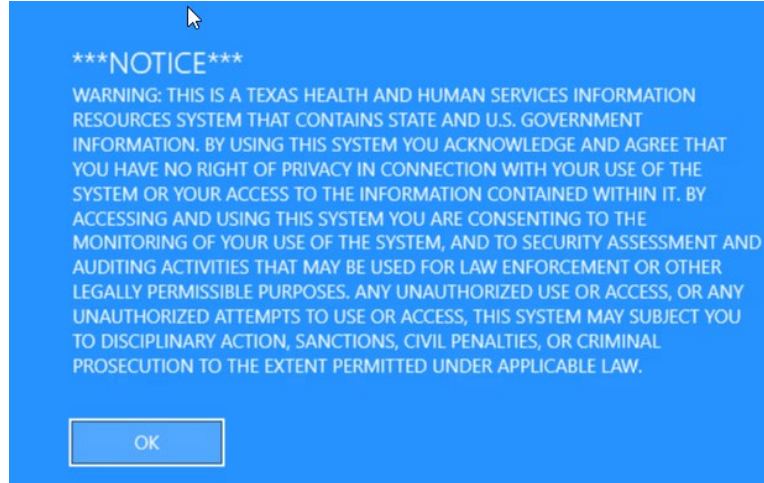 ***NOTICE***
WARNING: THIS IS A TEXAS HEALTH AND HUMAN SERVICES INFORMATION
RESOURCES SYSTEM THAT CONTAINS STATE AND U.S. GOVERNMENT
INFORMATION. BY USING THIS SYSTEM YOU ACKNOWLEDGE AND AGREE THAT
YOU HAVE NO RIGHT OF PRIVACY IN CONNECTION WITH YOUR USE OF THE
SYSTEM OR YOUR ACCESS TO THE INFORMATION CONTAINED WITHIN IT. BY
ACCESSING AND USING THIS SYSTEM YOU ARE CONSENTING TO THE
MONITORING OF YOUR USE OF THE SYSTEM, AND TO SECURITY ASSESSMENT AND
AUDITING ACTIVITIES THAT MAY BE USED FOR LAW ENFORCEMENT OR OTHER
LEGALLY PERMISSIBLE PURPOSES. ANY UNAUTHORIZED USE OR ACCESS, OR ANY
UNAUTHORIZED ATTEMPTS TO USE OR ACCESS, THIS SYSTEM MAY SUBJECT YOU
TO DISCIPLINARY ACTION, SANCTIONS, CIVIL PENALTIES, OR CRIMINAL
PROSECUTION TO THE EXTENT PERMITTED UNDER APPLICABLE LAW.
OK